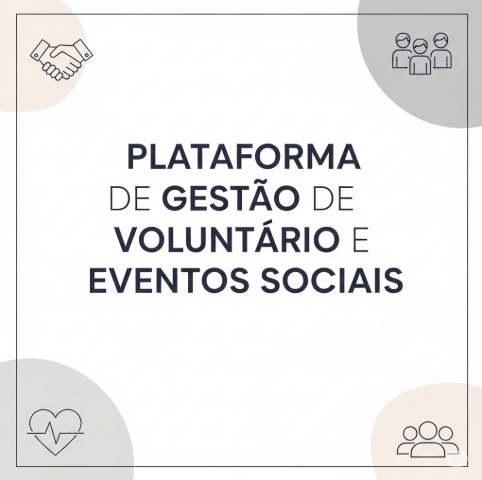 PLATAFORMA
DE GESTÃO DE
VOLUNTÁRIO E
EVENTOS SOCIAIS